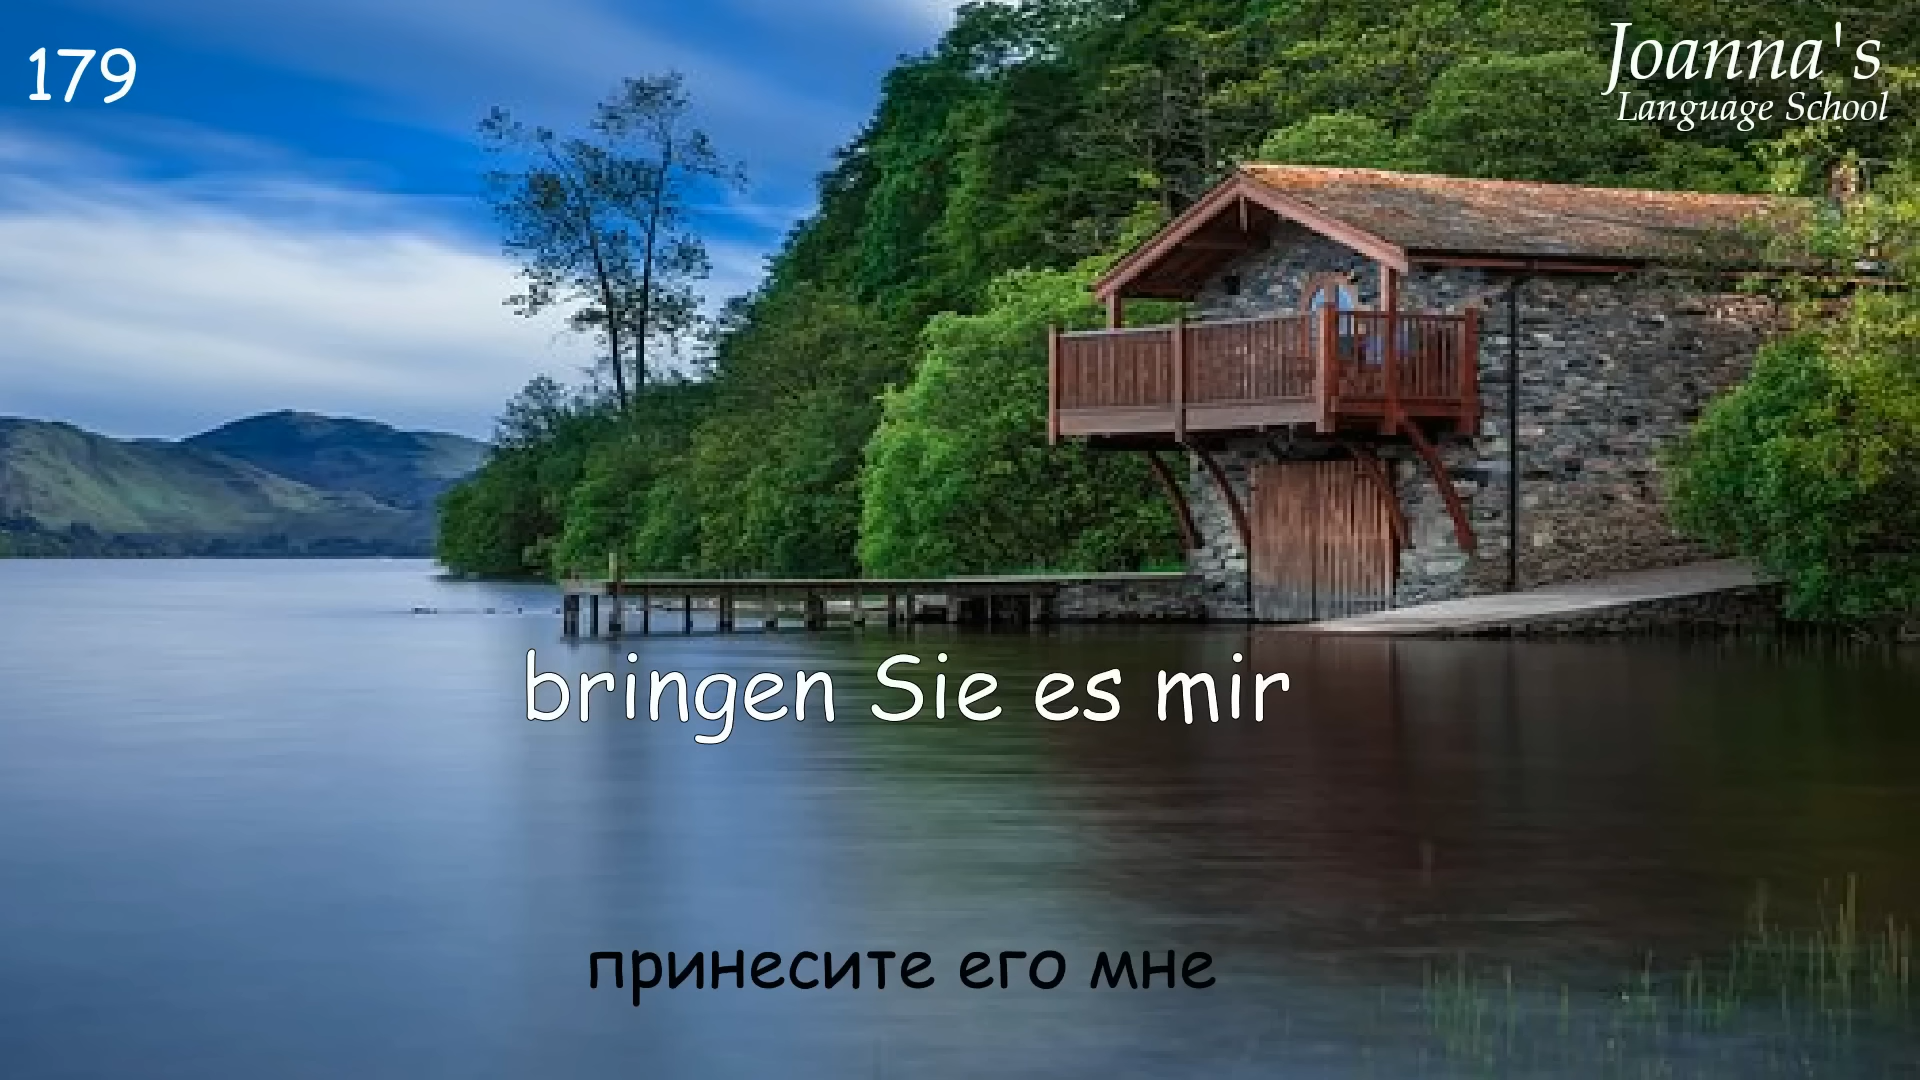 179
Joanna's
Language School
bringen Sie es mir
принесите его мне